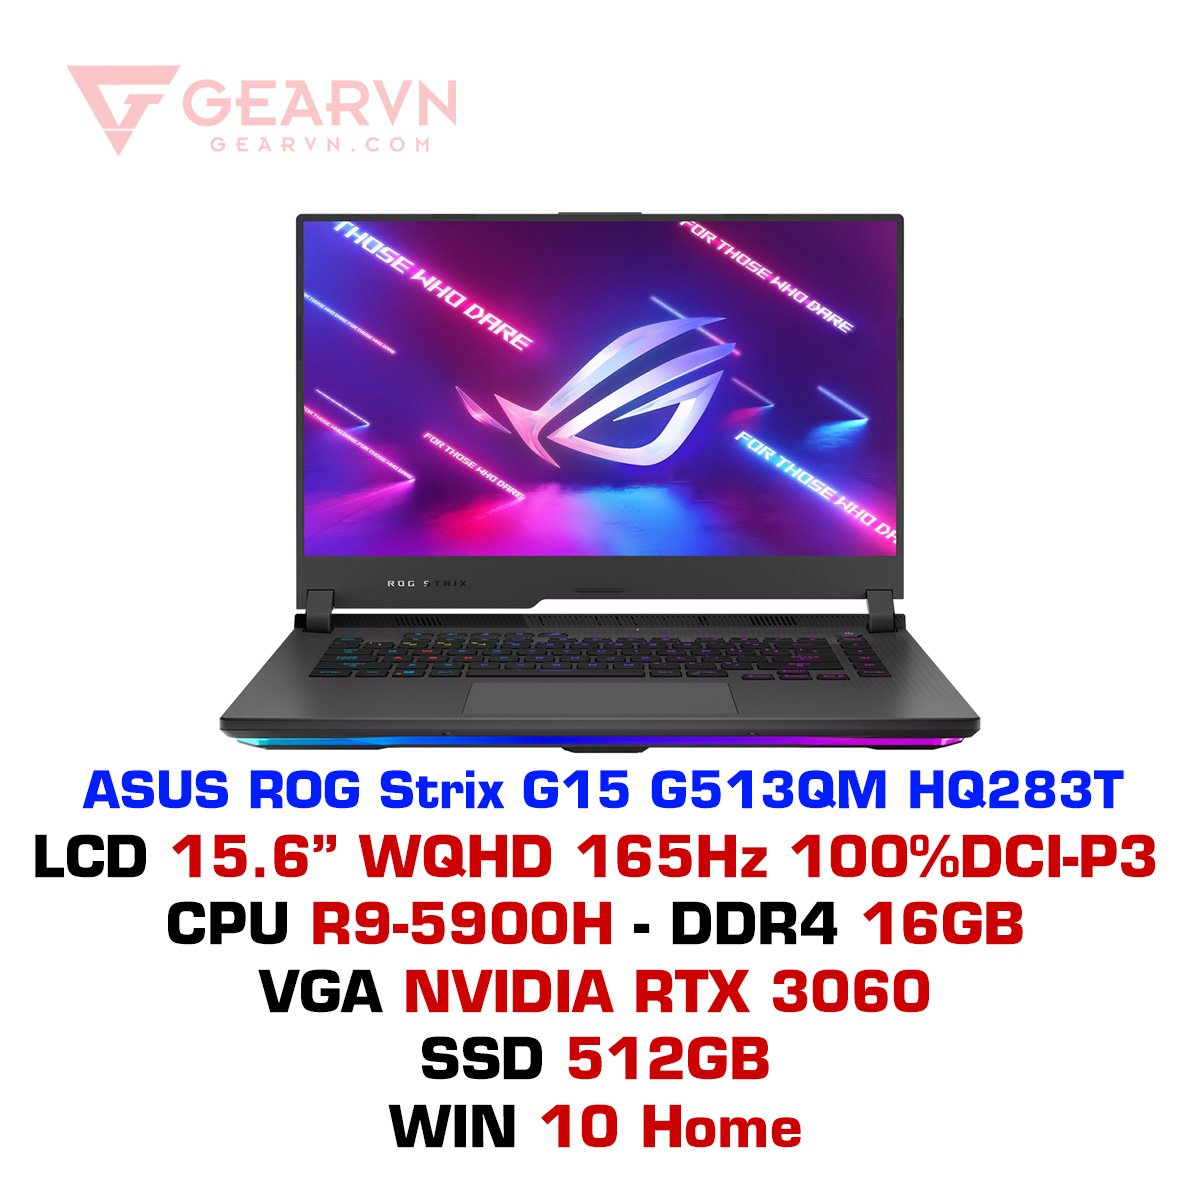 GEARVN
GEARVN.COM
THOSE WHO DARE
FOR THOSE WHO DARE
FOR THOSE WHO DARE
FOR THOSE WHO DARE
ROG STRIX
ASUS ROG Strix G15 G513QM HQ283T
LCD 15.6” WQHD 165Hz 100%DCI-P3
CPU R9-5900H - DDR4 16GB
VGA NVIDIA RTX 3060
SSD 512GB
WIN 10 Home